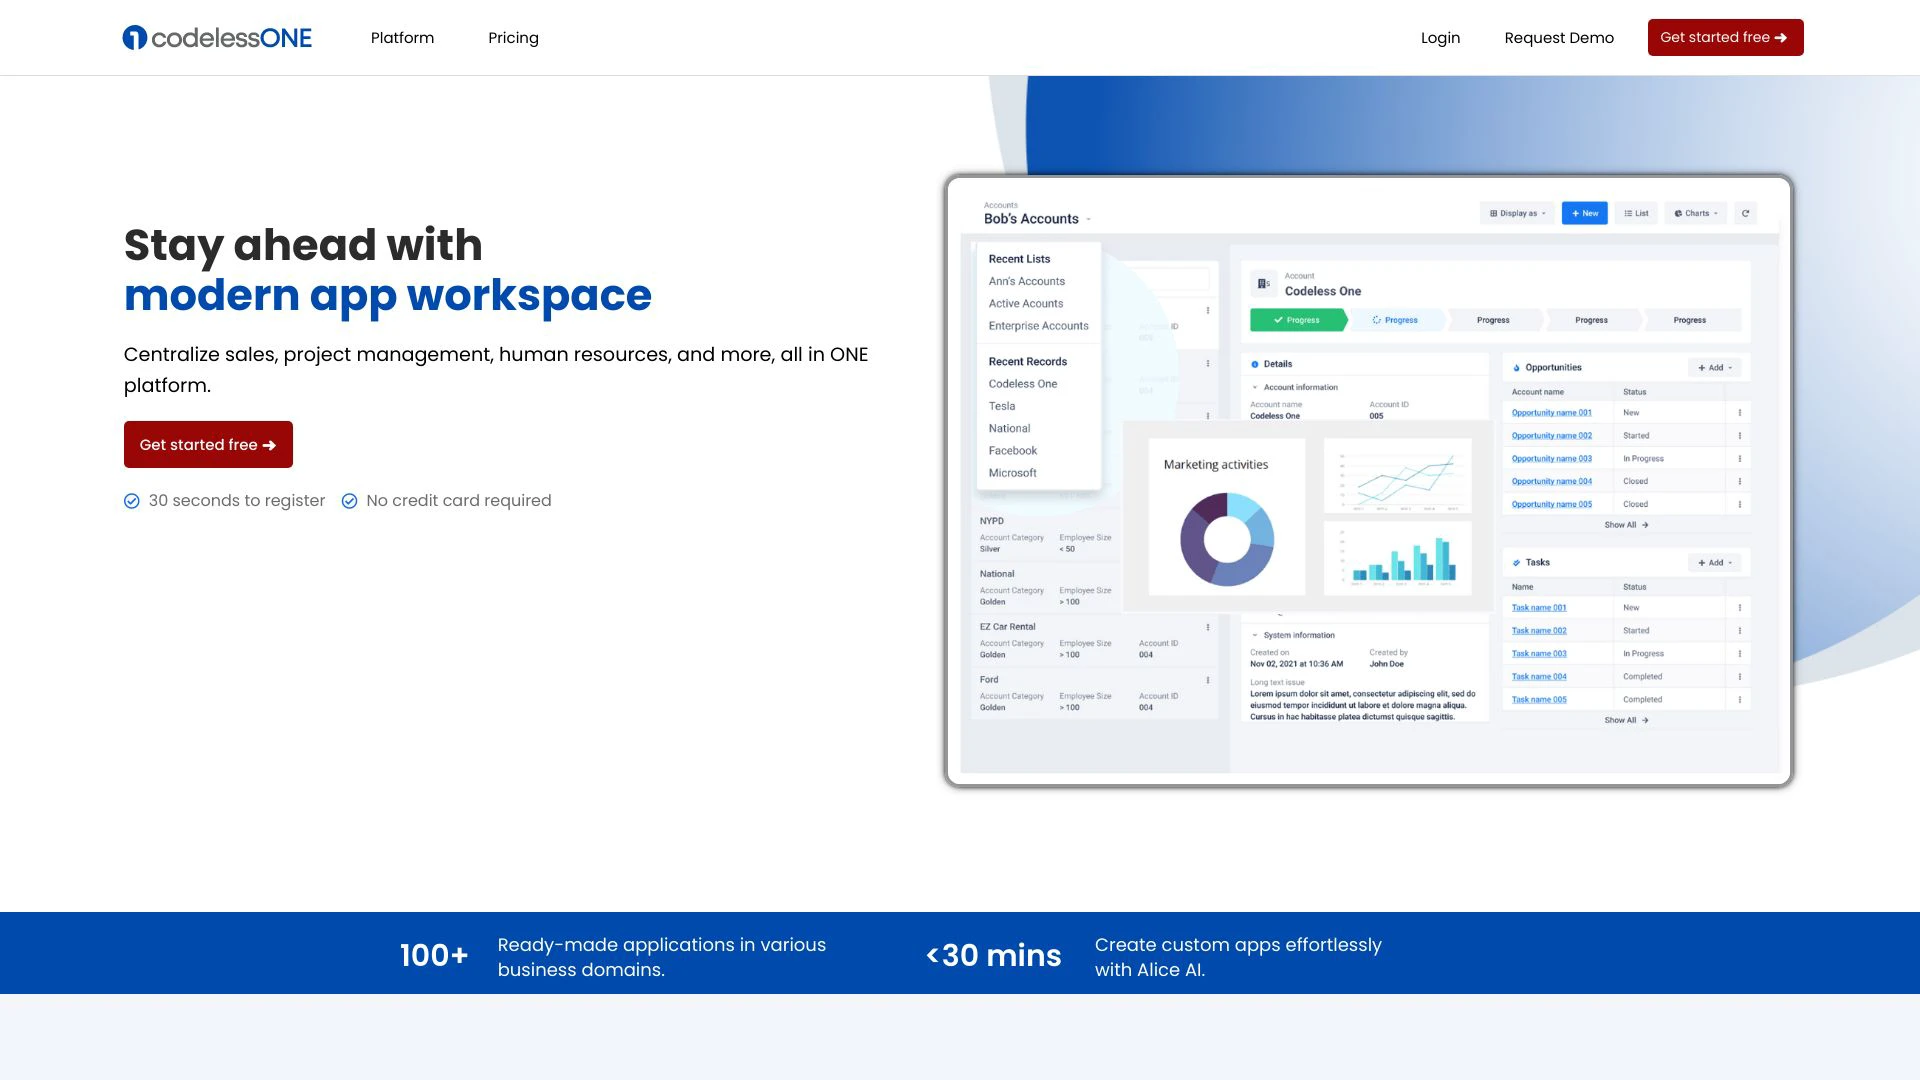 codelessONE
Platform
Pricing
Login
Request Demo
Get started free
Stay ahead with
modern app workspace
Centralize sales, project management, human resources, and more, all in ONE
platform.
Get started free
30 seconds to register
No credit card required
Accounts
Bob's Accounts
Display as
New
List
Charts
Recent Lists
Ann's Accounts
Active Acounts
Enterprise Accounts
Recent Records
Codeless One
Tesla
National
Facebook
Microsoft
NYPD
Account Category Employee Size
Silver < 50
National
Account Category Employee Size
Golden > 100
EZ Car Rental
Account Category Employee Size Account ID
Golden > 100 004
Ford
Account Category Employee Size Account ID
Golden > 100 004
Account
Codeless One
Progress Progress Progress Progress Progress
Details
Account information
Account name Account ID
Codeless One 005
Marketing activities
System information
Created on Created by
Nov 02, 2021 at 10:36 AM John Doe
Long text issue
Lorem ipsum dolor sit amet, consectetur adipiscing elit, sed do
eiusmod tempor incididunt ut labore et dolore magna aliqua.
Cursus in hac habitasse platea dictumst quisque sagittis.
Opportunities
+ Add
Account name Status
Opportunity name 001 New
Opportunity name 002 Started
Opportunity name 003 In Progress
Opportunity name 004 Closed
Opportunity name 005 Closed
Show All
Tasks
+ Add
Name Status
Task name 001 New
Task name 002 Started
Task name 003 In Progress
Task name 004 Completed
Task name 005 Completed
Show All
100+
Ready-made applications in various
business domains.
<30 mins
Create custom apps effortlessly
with Alice AI.